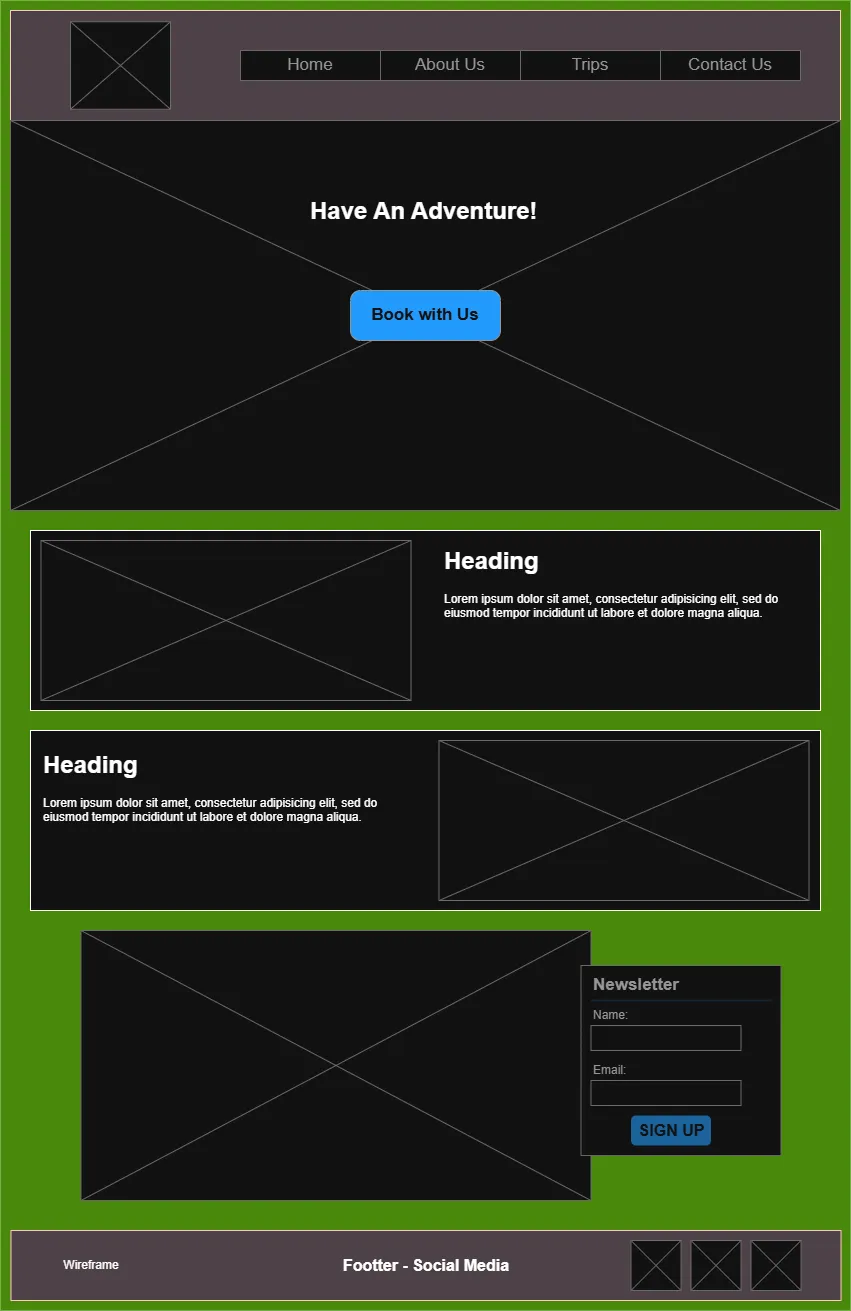 Home
About Us
Trips
Contact Us
Have An Adventure!
Book with Us
Heading
Lorem ipsum dolor sit amet, consectetur adipisicing elit, sed do
eiusmod tempor incididunt ut labore et dolore magna aliqua.
Heading
Lorem ipsum dolor sit amet, consectetur adipisicing elit, sed do
eiusmod tempor incididunt ut labore et dolore magna aliqua.
Newsletter
Name:
Email:
SIGN UP
Wireframe
Footter - Social Media